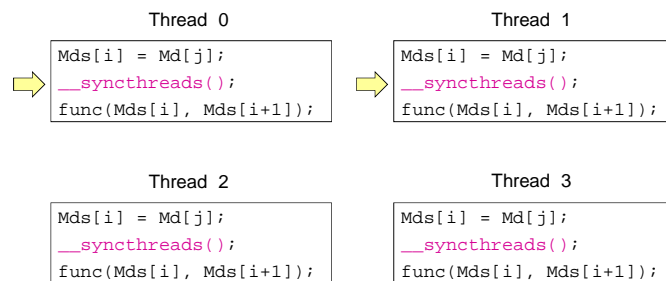 Thread 0
Mds[i] = Md[j];
__syncthreads();
func(Mds[i], Mds[i+1]);
Thread 1
Mds[i] = Md[j];
__syncthreads();
func(Mds[i], Mds[i+1]);
Thread 2
Mds[i] = Md[j];
__syncthreads();
func(Mds[i], Mds[i+1]);
Thread 3
Mds[i] = Md[j];
__syncthreads();
func(Mds[i], Mds[i+1]);